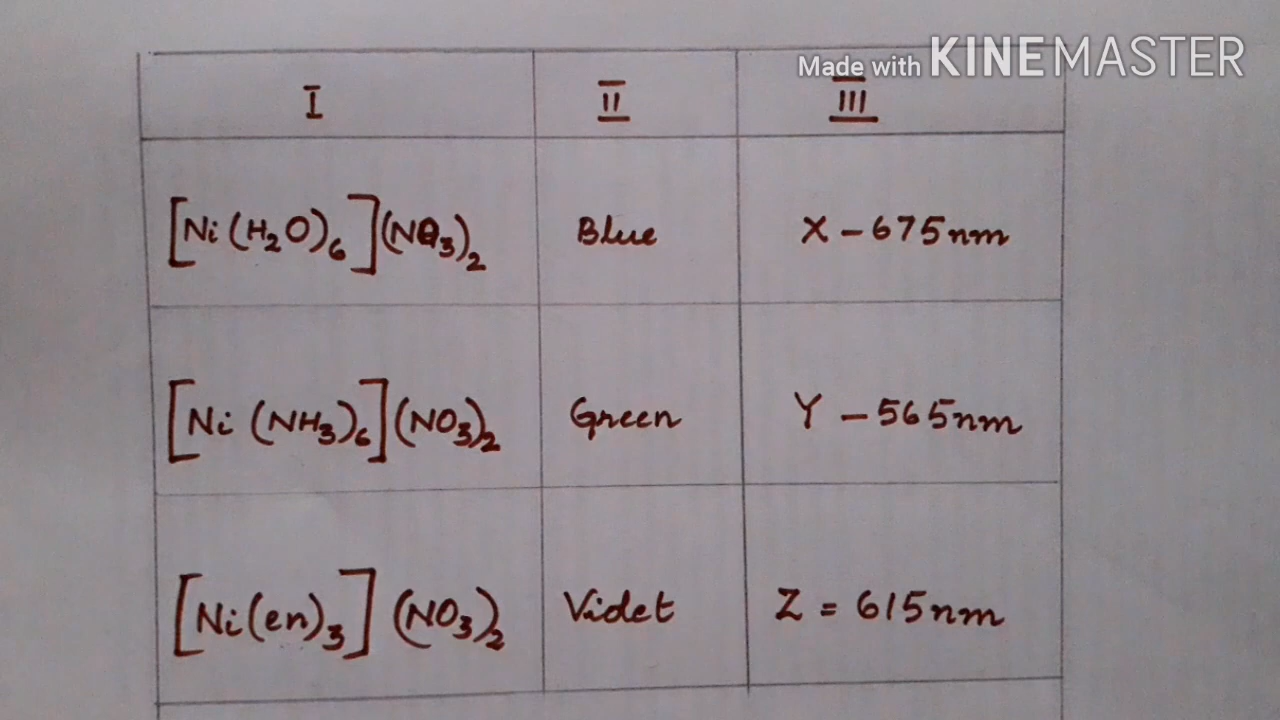 Made with KINEMASTER
I II III
[Ni(H₂O)₆](NO₃)₂ Blue X - 675nm
[Ni(NH₃)₆](NO₃)₂ Green Y - 565nm
[Ni(en)₃](NO₃)₂ Violet Z = 615nm